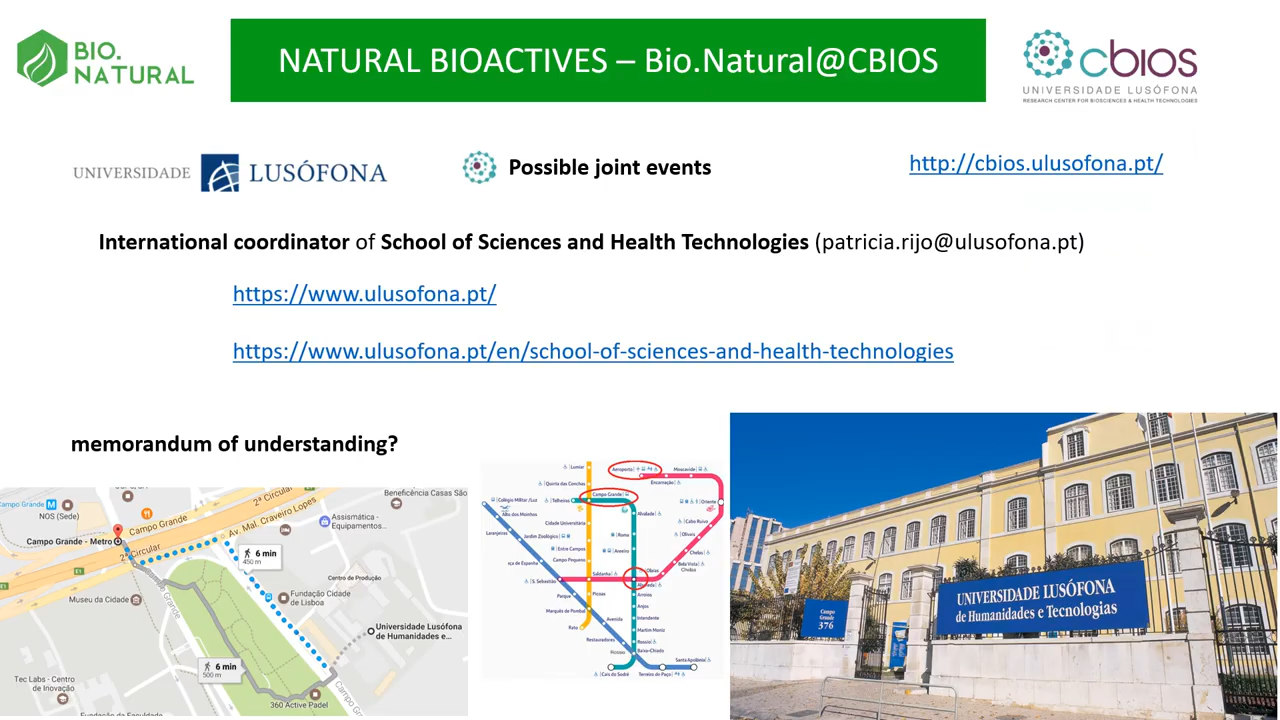 BIO.
NATURAL
NATURAL BIOACTIVES – Bio.Natural@CBIOS
cbios
UNIVERSIDADE LUSÓFONA
RESEARCH CENTER FOR BIOSCIENCES & HEALTH TECHNOLOGIES
UNIVERSIDADE LUSÓFONA
Possible joint events
http://cbios.ulusofona.pt/
International coordinator of School of Sciences and Health Technologies (patricia.rijo@ulusofona.pt)
https://www.ulusofona.pt/
https://www.ulusofona.pt/en/school-of-sciences-and-health-technologies
memorandum of understanding?
Campo Grande
NOS (Sede)
Campo Grande
Campo Grande - Metro
2ª Circular
2ª Circular
Av. Mal. Craveiro Lopes
Beneficência Casas São
Assismática -
Equipamentos...
6 min
450 m
Centro de Produção
Museu da Cidade
Fundação Cidade
de Lisboa
Universidade Lusófona
de Humanidades e...
6 min
500 m
Campo Grande
Tec Labs - Centro
de Inovação
360 Active Padel
Fundação da Faculdade
Lumiar
Quinta das Conchas
Telheiras
Campo Grande
Aeroporto
Moscavide
Encarnação
Oriente
Colégio Militar /Luz
Alto dos Moinhos
Laranjeiras
Cidade Universitária
Jardim Zoológico
Entre Campos
Campo Pequeno
Alvalade
Roma
Areeiro
Cabo Ruivo
Olivais
Chelas
Bela Vista
Olaias
Saldanha
S. Sebastião
Alameda
Parque
Picoas
Marquês de Pombal
Rato
Avenida
Restauradores
Arroios
Anjos
Intendente
Martim Moniz
Rossio
Baixa-Chiado
Cais do Sodré
Terreiro do Paço
Santa Apolónia
Campo
Grande
376
UNIVERSIDADE LUSÓFONA
de Humanidades e Tecnologias